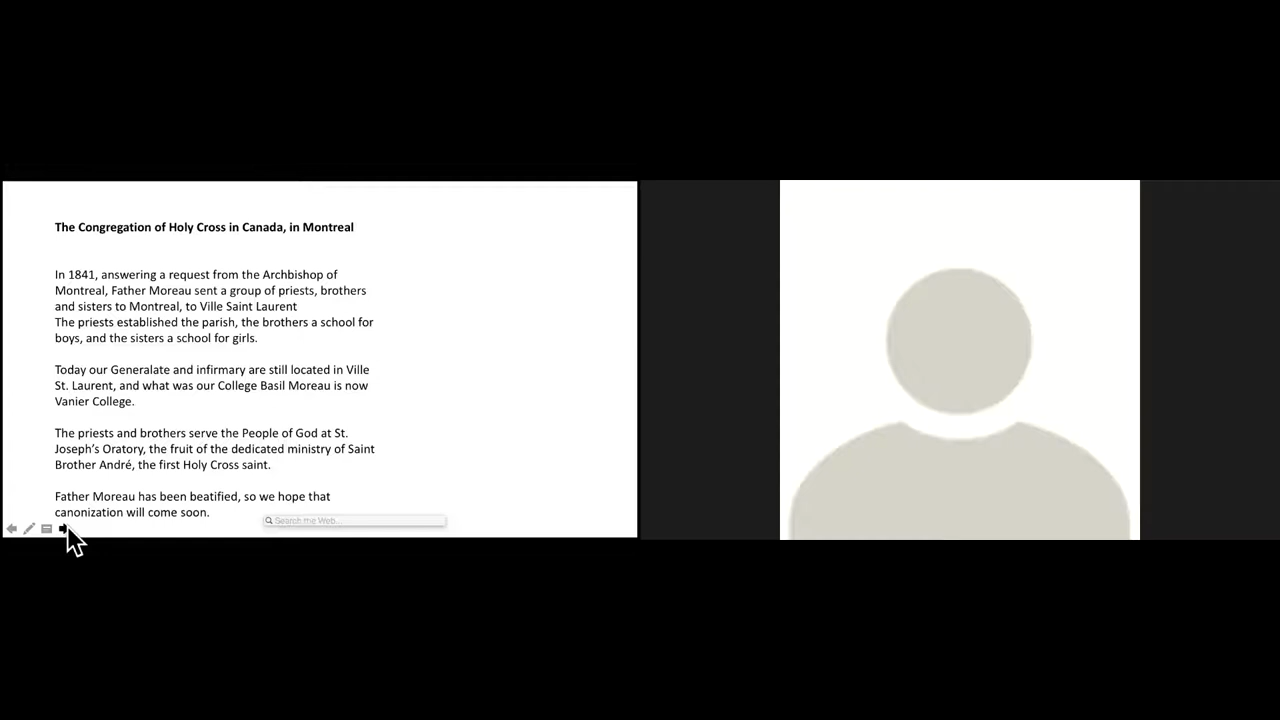 The Congregation of Holy Cross in Canada, in Montreal
In 1841, answering a request from the Archbishop of
Montreal, Father Moreau sent a group of priests, brothers
and sisters to Montreal, to Ville Saint Laurent
The priests established the parish, the brothers a school for
boys, and the sisters a school for girls.
Today our Generalate and infirmary are still located in Ville
St. Laurent, and what was our College Basil Moreau is now
Vanier College.
The priests and brothers serve the People of God at St.
Joseph’s Oratory, the fruit of the dedicated ministry of Saint
Brother André, the first Holy Cross saint.
Father Moreau has been beatified, so we hope that
canonization will come soon.
Search the Web...